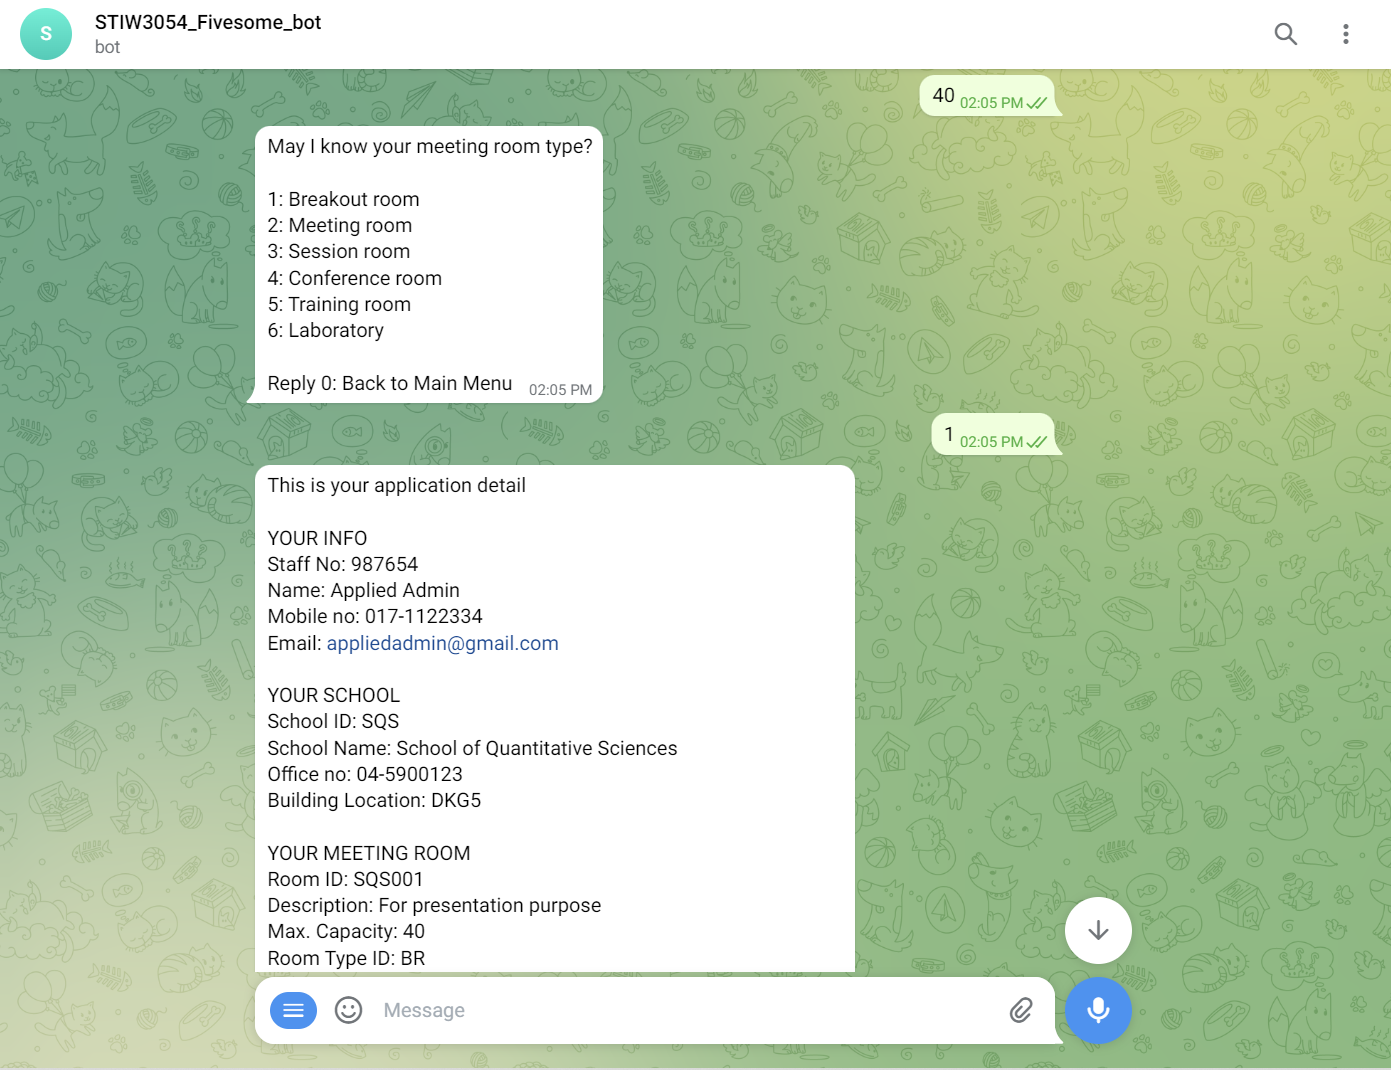 S
STIW3054_Fivesome_bot
bot
40 02:05 PM
May I know your meeting room type?
1: Breakout room
2: Meeting room
3: Session room
4: Conference room
5: Training room
6: Laboratory
Reply 0: Back to Main Menu 02:05 PM
1 02:05 PM
This is your application detail
YOUR INFO
Staff No: 987654
Name: Applied Admin
Mobile no: 017-1122334
Email: appliedadmin@gmail.com
YOUR SCHOOL
School ID: SQS
School Name: School of Quantitative Sciences
Office no: 04-5900123
Building Location: DKG5
YOUR MEETING ROOM
Room ID: SQS001
Description: For presentation purpose
Max. Capacity: 40
Room Type ID: BR
Message